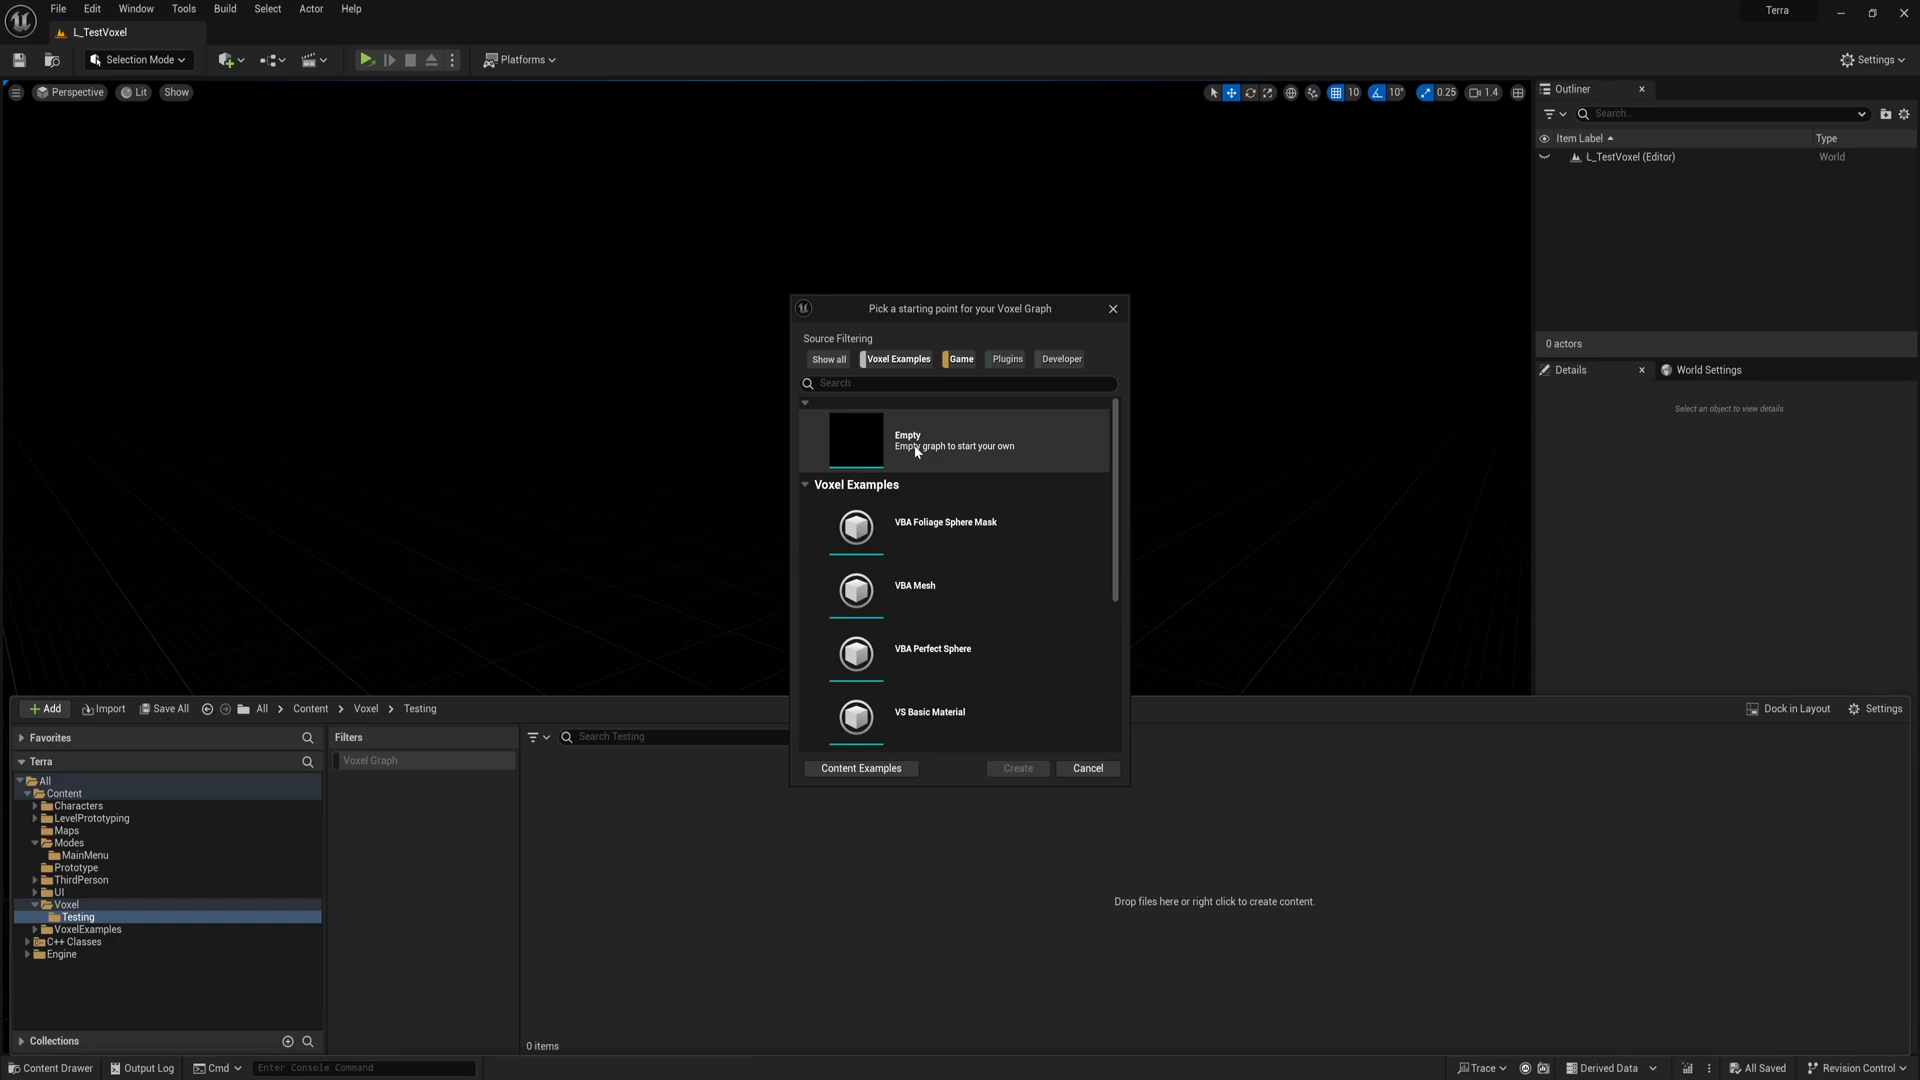 File Edit Window Tools Build Select Actor Help Terra
L_TestVoxel
Selection Mode Platforms Settings
Perspective Lit Show 10 10° 0.25 1.4
Outliner
Search...
Item Label Type
L_TestVoxel (Editor) World
0 actors
Details World Settings
Select an object to view details.
Pick a starting point for your Voxel Graph
Source Filtering
Show all Voxel Examples Game Plugins Developer
Search
Empty
Empty graph to start your own
Voxel Examples
VBA Foliage Sphere Mask
VBA Mesh
VBA Perfect Sphere
VS Basic Material
Content Examples Create Cancel
Add Import Save All All Content Voxel Testing Dock in Layout Settings
Favorites
Terra
All
Content
Characters
LevelPrototyping
Maps
Modes
MainMenu
Prototype
ThirdPerson
UI
Voxel
Testing
VoxelExamples
C++ Classes
Engine
Collections
Filters
Voxel Graph
Search Testing
Drop files here or right click to create content.
0 items
Content Drawer Output Log Cmd Enter Console Command Trace Derived Data All Saved Revision Control